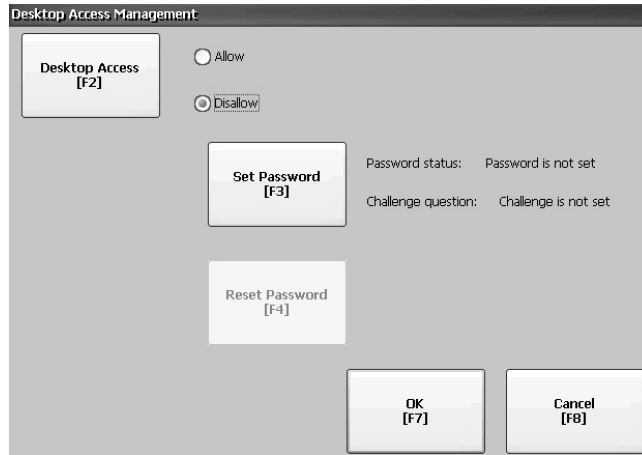 Desktop Access Management
Desktop Access
[F2]
Allow
Disallow
Set Password
[F3]
Password status: Password is not set
Challenge question: Challenge is not set
Reset Password
[F4]
OK
[F7]
Cancel
[F8]